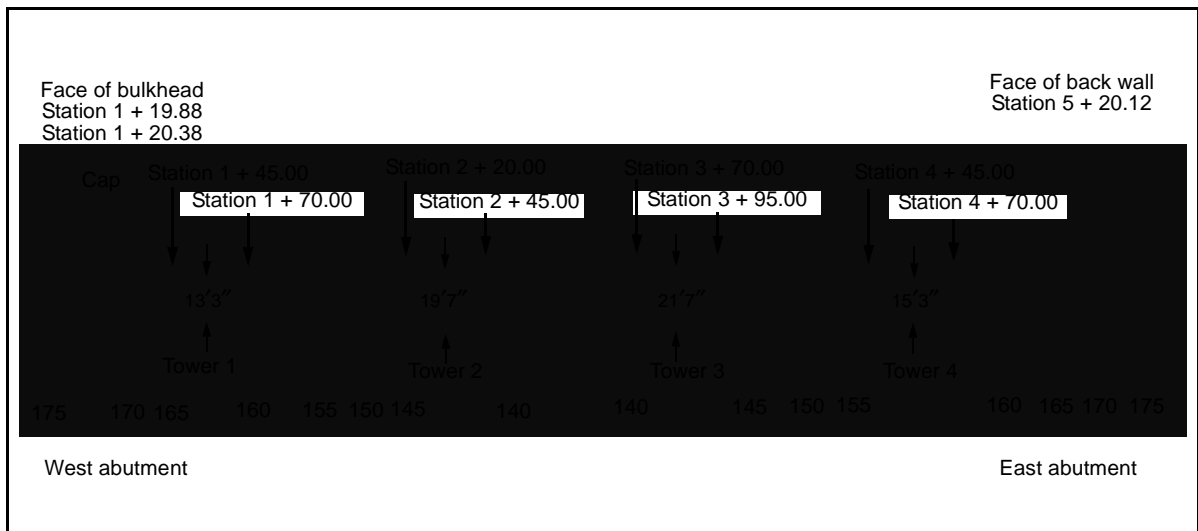 Face of bulkhead
Station 1 + 19.88
Station 1 + 20.38
Face of back wall
Station 5 + 20.12
Cap
Station 1 + 45.00
Station 2 + 20.00
Station 3 + 70.00
Station 4 + 45.00
Station 1 + 70.00
Station 2 + 45.00
Station 3 + 95.00
Station 4 + 70.00
13′3″
19′7″
21′7″
15′3″
Tower 1
Tower 2
Tower 3
Tower 4
175 170 165 160 155 150 145 140 140 145 150 155 160 165 170 175
West abutment
East abutment